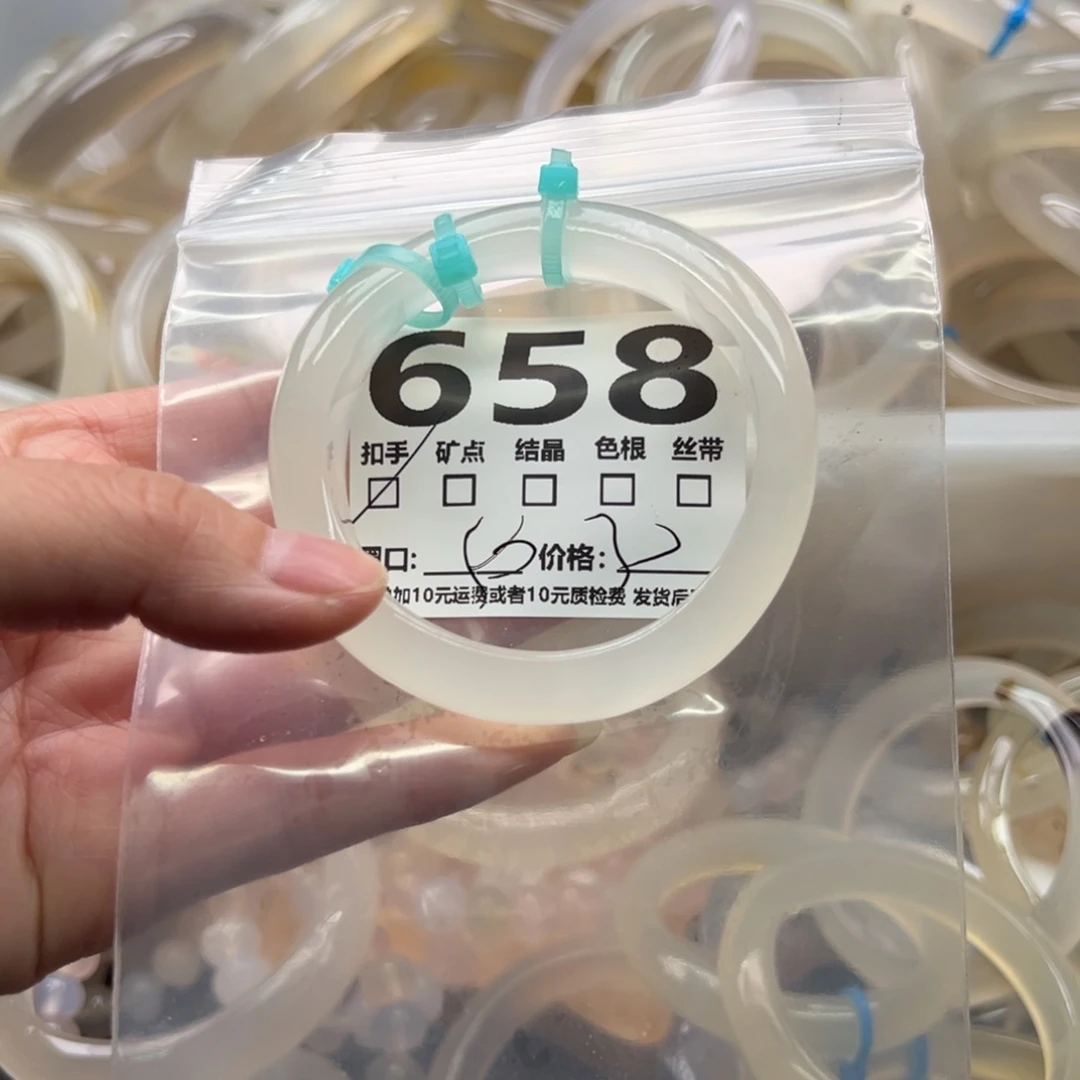 658
扣手 矿点 结晶 色根 丝带
口: 价格:
加10元运费或者10元质检费 发货后